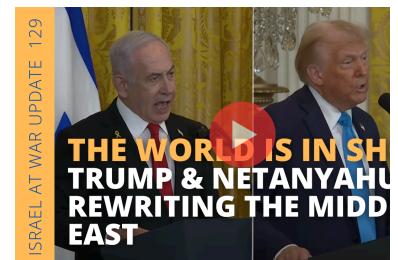 ISRAEL AT WAR UPDATE 129
THE WORLD IS IN SH
TRUMP & NETANYAHU
REWRITING THE MIDD
EAST